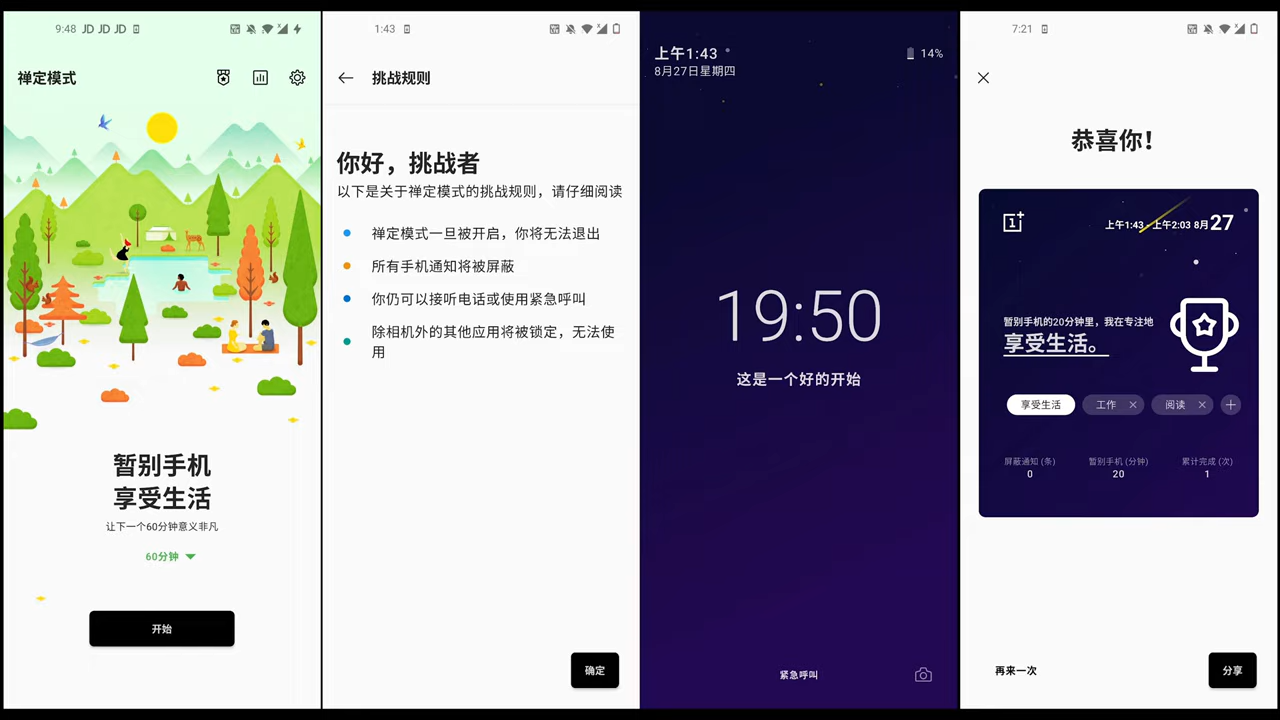 9:48 JD JD JD
禅定模式
暂别手机
享受生活
让下一个60分钟意义非凡
60分钟
开始
1:43
挑战规则
你好，挑战者
以下是关于禅定模式的挑战规则，请仔细阅读
禅定模式一旦被开启，你将无法退出
所有手机通知将被屏蔽
你仍可以接听电话或使用紧急呼叫
除相机外的其他应用将被锁定，无法使
用
确定
上午1:43
14%
8月27日星期四
19:50
这是一个好的开始
紧急呼叫
7:21
恭喜你！
上午1:43 - 上午2:03 8月27
暂别手机的20分钟里，我在专注地
享受生活。
享受生活 工作 阅读
屏蔽通知 (条) 暂别手机 (分钟) 累计完成 (次)
0 20 1
再来一次 分享